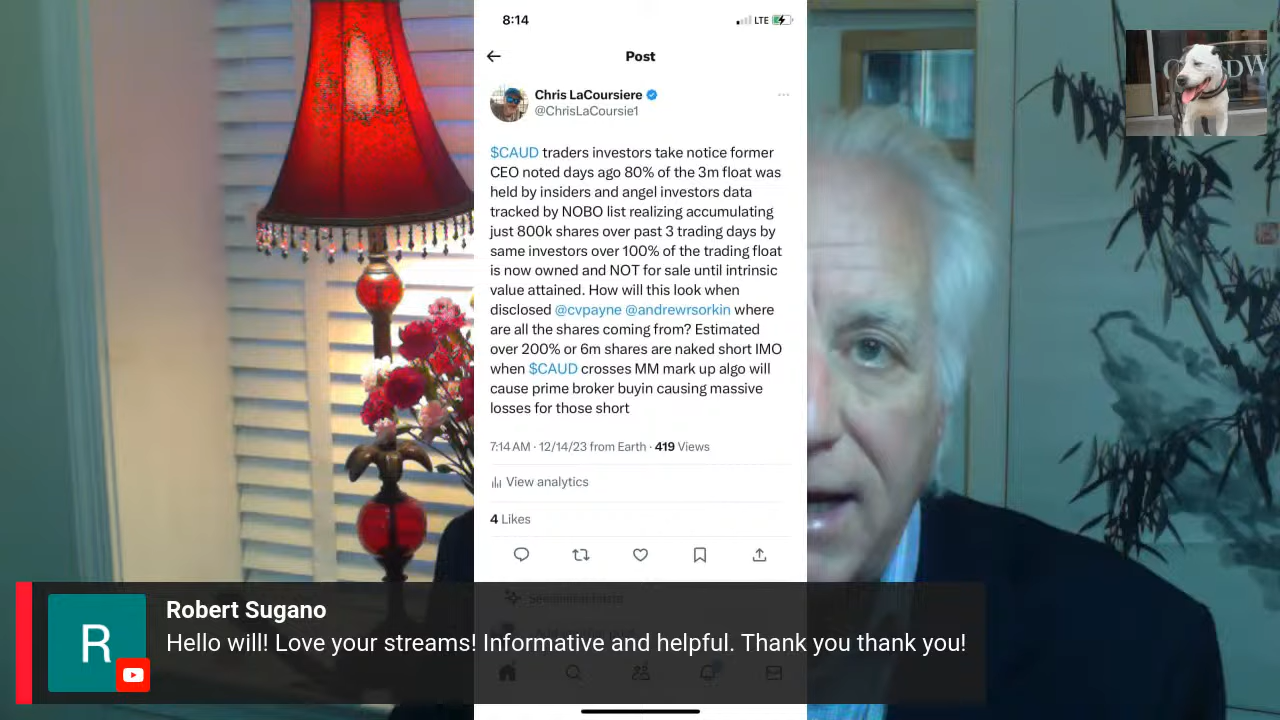 8:14
LTE
Post
Chris LaCoursiere
@ChrisLaCoursie1
$CAUD traders investors take notice former
CEO noted days ago 80% of the 3m float was
held by insiders and angel investors data
tracked by NOBO list realizing accumulating
just 800k shares over past 3 trading days by
same investors over 100% of the trading float
is now owned and NOT for sale until intrinsic
value attained. How will this look when
disclosed @cvpayne @andrewrsorkin where
are all the shares coming from? Estimated
over 200% or 6m shares are naked short IMO
when $CAUD crosses MM mark up algo will
cause prime broker buyin causing massive
losses for those short
7:14 AM · 12/14/23 from Earth · 419 Views
View analytics
4 Likes
R
Robert Sugano
Hello will! Love your streams! Informative and helpful. Thank you thank you!